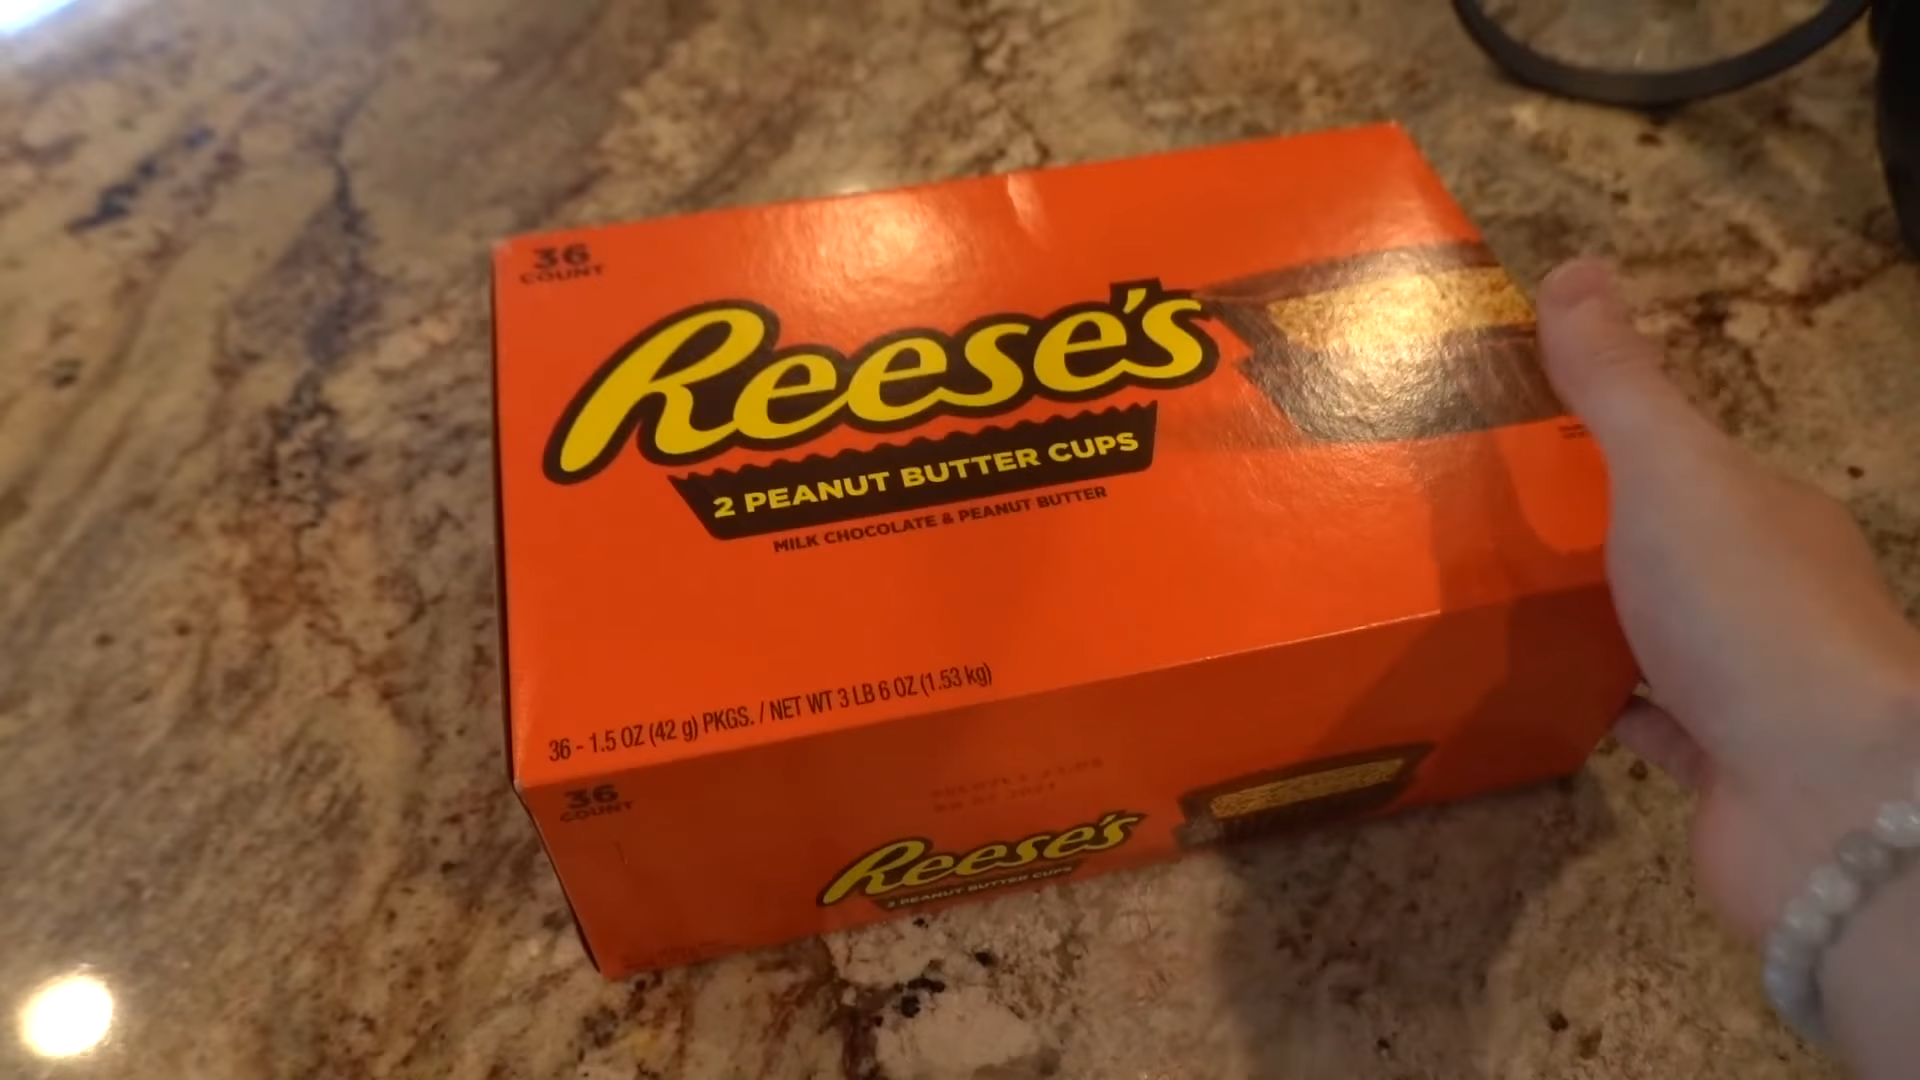 36
COUNT
Reese's
2 PEANUT BUTTER CUPS
MILK CHOCOLATE & PEANUT BUTTER
36 - 1.5 OZ (42 g) PKGS. / NET WT 3 LB 6 OZ (1.53 kg)
36
COUNT
Reese's
2 PEANUT BUTTER CUPS